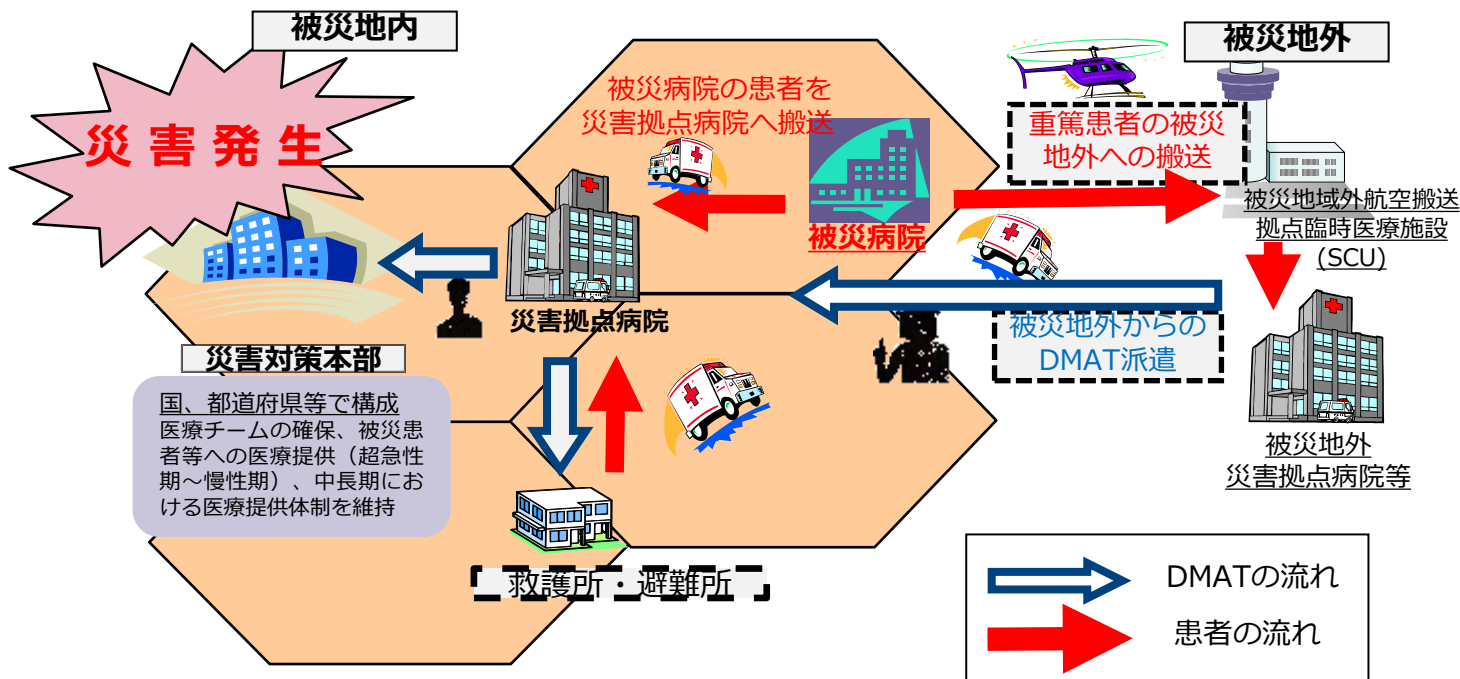 被災地内
災害発生
被災病院の患者を
災害拠点病院へ搬送
被災病院
被災地外
重篤患者の被災
地外への搬送
被災地域外航空搬送
拠点臨時医療施設
(SCU)
災害拠点病院
被災地外からの
DMAT派遣
被災地外
災害拠点病院等
災害対策本部
国、都道府県等で構成
医療チームの確保、被災患
者等への医療提供（超急性
期～慢性期）、中長期にお
ける医療提供体制を維持
救護所・避難所
DMATの流れ
患者の流れ